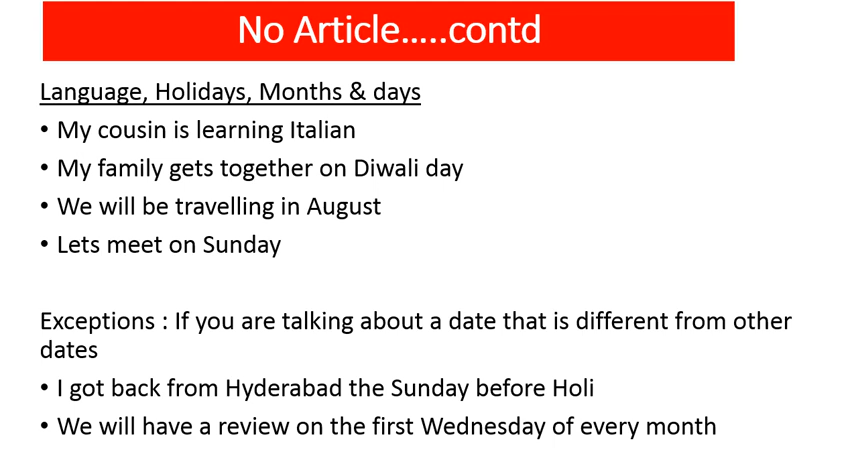 No Article.....contd
Language, Holidays, Months & days
• My cousin is learning Italian
• My family gets together on Diwali day
• We will be travelling in August
• Lets meet on Sunday
Exceptions : If you are talking about a date that is different from other
dates
• I got back from Hyderabad the Sunday before Holi
• We will have a review on the first Wednesday of every month